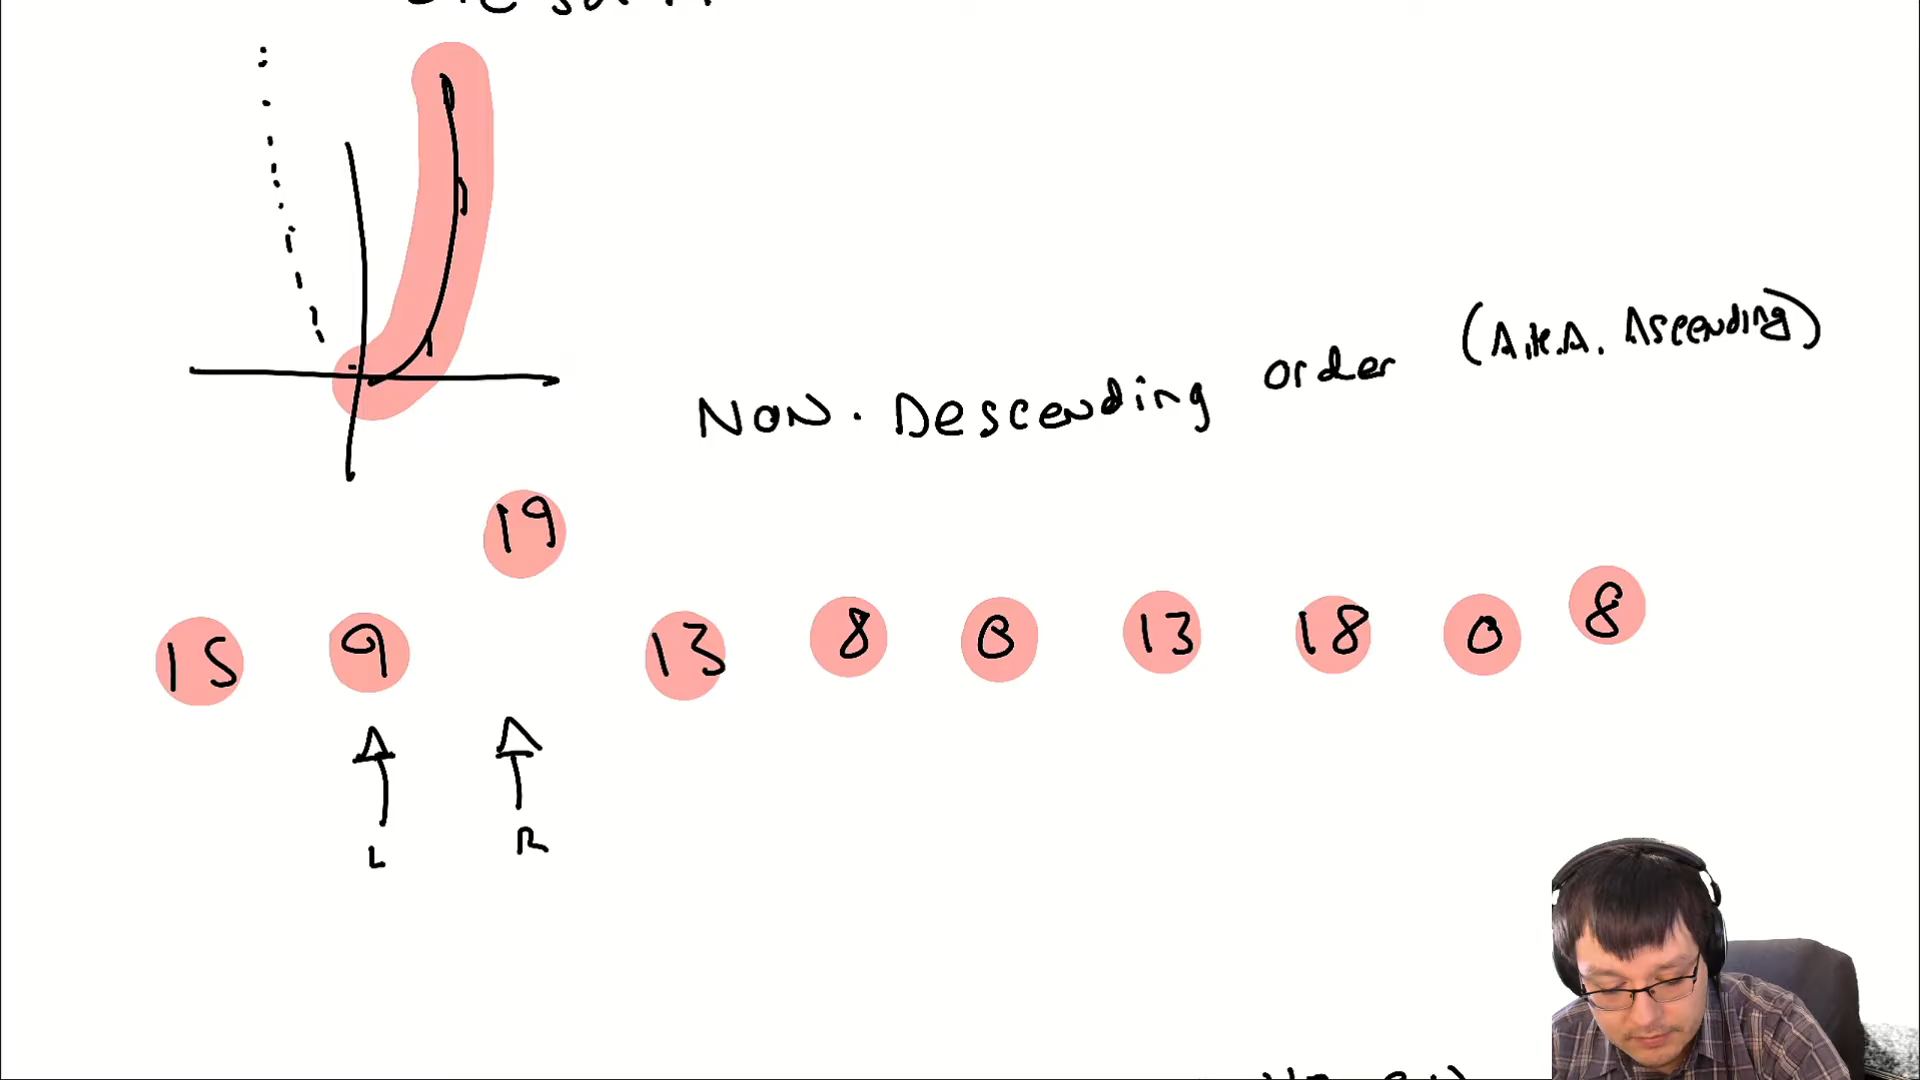 NON. Descending order (A.K.A. Ascending)
19
15 9 13 8 0 13 18 0 8
L R